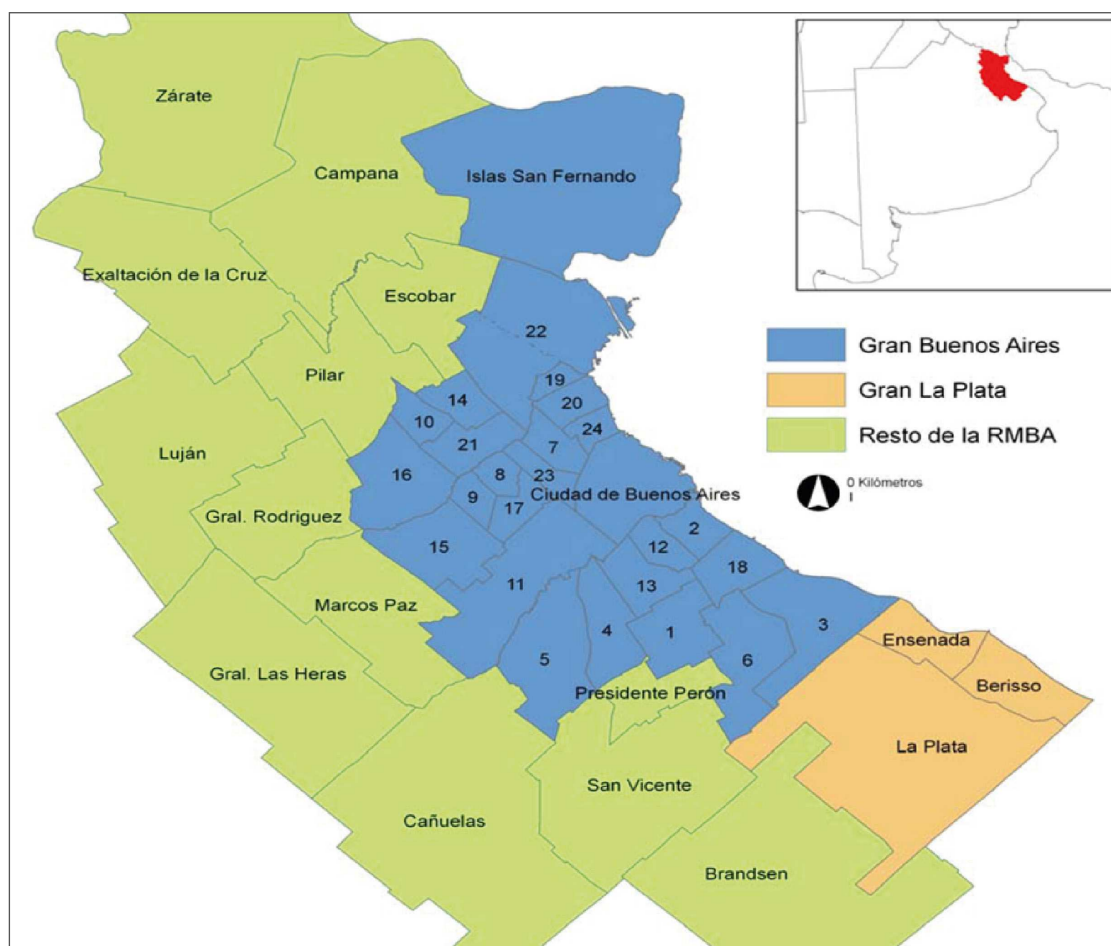 Zárate
Campana
Islas San Fernando
Exaltación de la Cruz
Escobar
22
Gran Buenos Aires
Pilar
19
Gran La Plata
14
20
10
24
Resto de la RMBA
21
7
Luján
16
8
23
9
Ciudad de Buenos Aires
17
0 Kilómetros
Gral. Rodriguez
2
15
12
18
11
13
Marcos Paz
3
4
1
Ensenada
5
6
Gral. Las Heras
Presidente Perón
Berisso
La Plata
San Vicente
Cañuelas
Brandsen